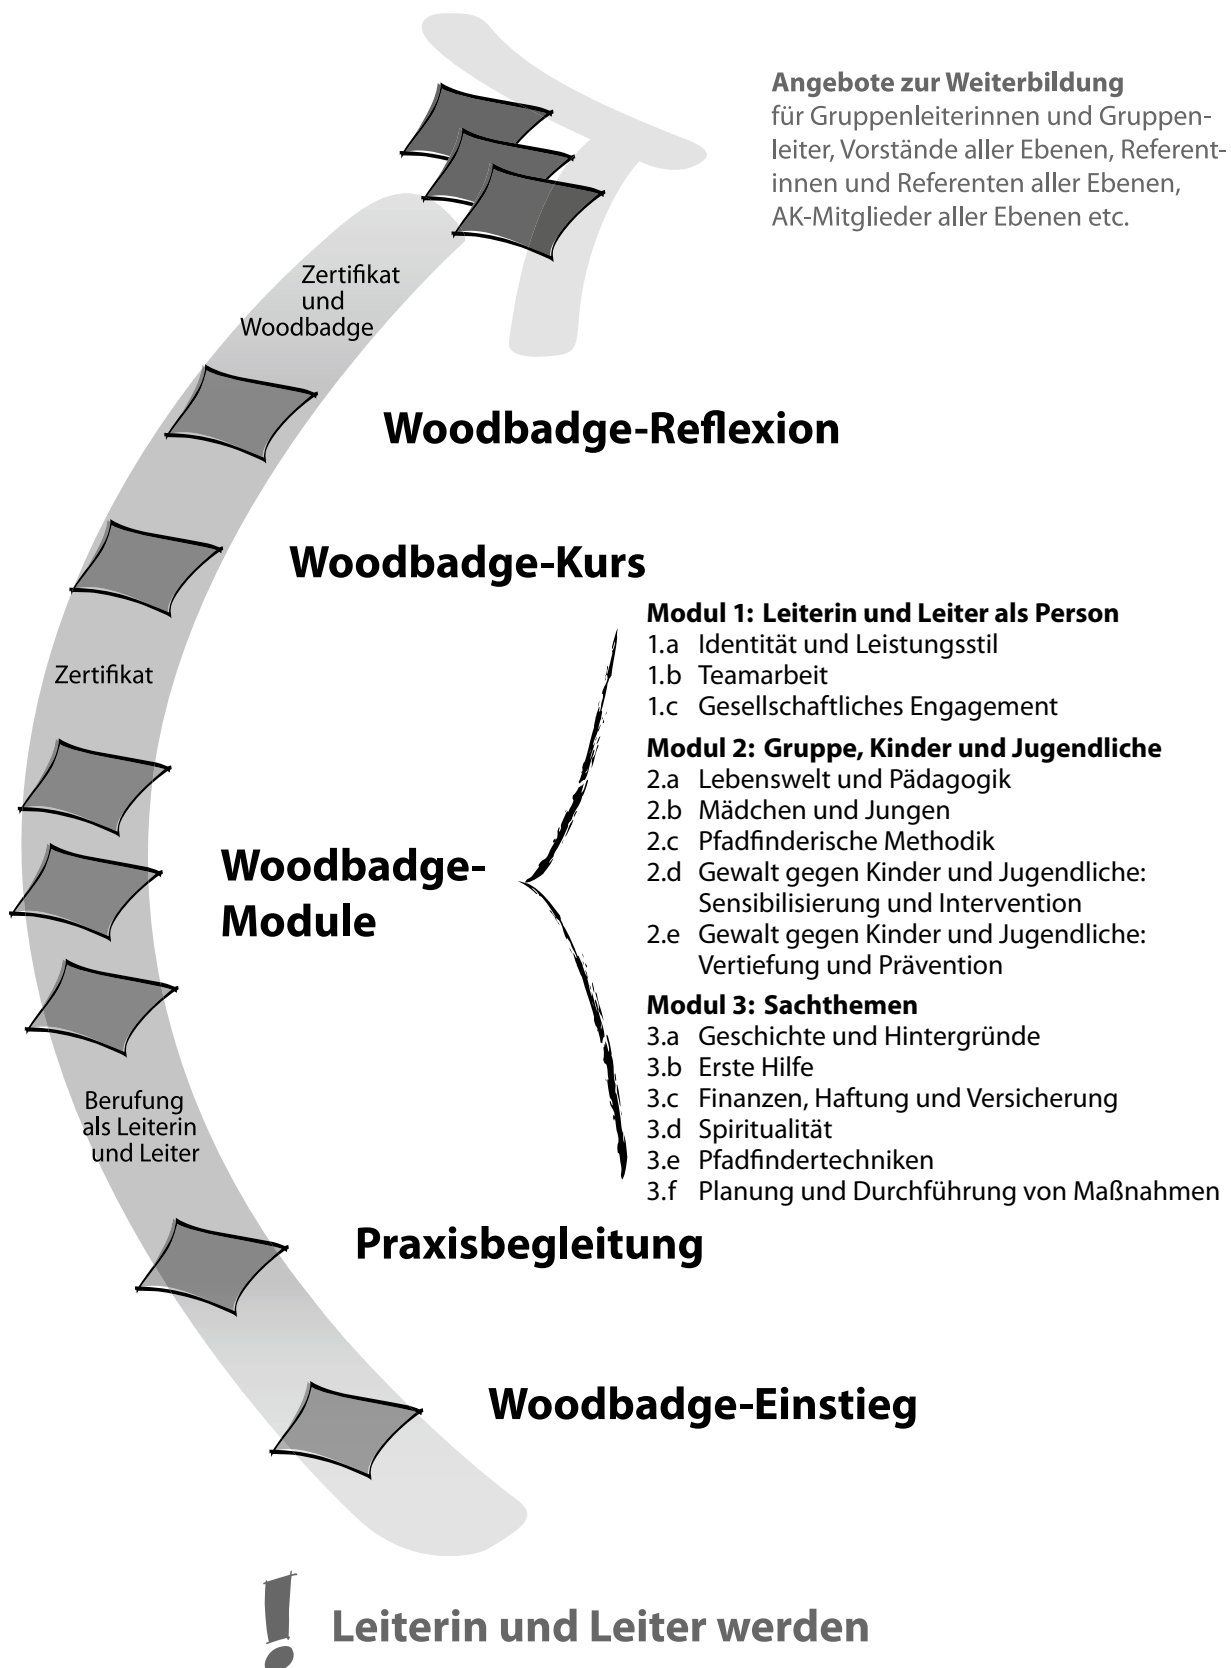 Angebote zur Weiterbildung
für Gruppenleiterinnen und Gruppen-
leiter, Vorstände aller Ebenen, Referent-
innen und Referenten aller Ebenen,
AK-Mitglieder aller Ebenen etc.
Zertifikat
und
Woodbadge
Woodbadge-Reflexion
Woodbadge-Kurs
Zertifikat
Woodbadge-
Module
Modul 1: Leiterin und Leiter als Person
1.a Identität und Leistungsstil
1.b Teamarbeit
1.c Gesellschaftliches Engagement
Modul 2: Gruppe, Kinder und Jugendliche
2.a Lebenswelt und Pädagogik
2.b Mädchen und Jungen
2.c Pfadfinderische Methodik
2.d Gewalt gegen Kinder und Jugendliche:
Sensibilisierung und Intervention
2.e Gewalt gegen Kinder und Jugendliche:
Vertiefung und Prävention
Modul 3: Sachthemen
3.a Geschichte und Hintergründe
3.b Erste Hilfe
3.c Finanzen, Haftung und Versicherung
3.d Spiritualität
3.e Pfadfindertechniken
3.f Planung und Durchführung von Maßnahmen
Berufung
als Leiterin
und Leiter
Praxisbegleitung
Woodbadge-Einstieg
! Leiterin und Leiter werden